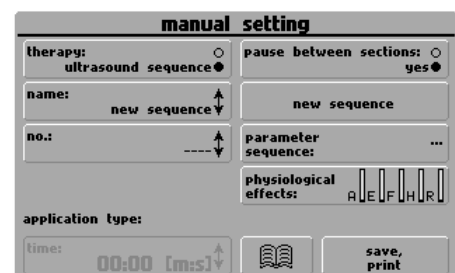 manual setting
therapy:
ultrasound sequence
pause between sections:
yes
name:
new sequence
new sequence
no.:
----
parameter ...
sequence:
physiological
effects: A E F H R
application type:
time:
00:00 [m:s]
save,
print